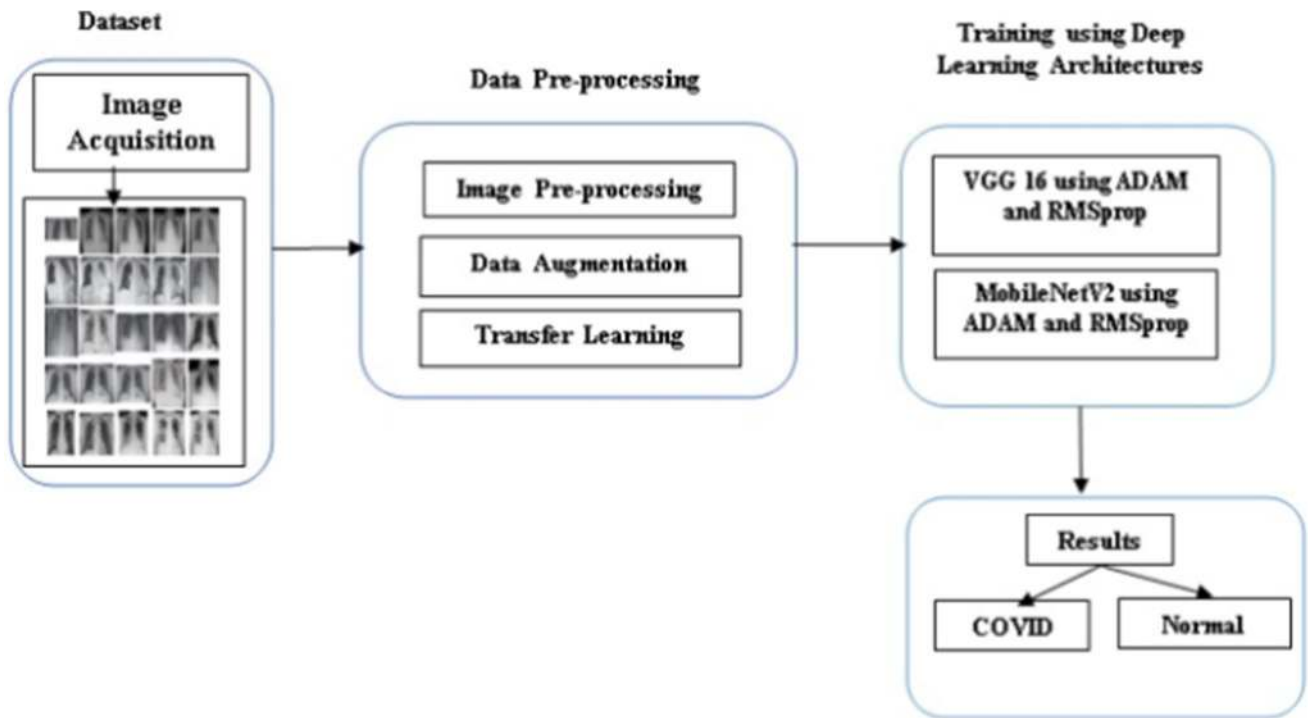 Dataset
Image
Acquisition
Data Pre-processing
Image Pre-processing
Data Augmentation
Transfer Learning
Training using Deep
Learning Architectures
VGG 16 using ADAM
and RMSprop
MobileNetV2 using
ADAM and RMSprop
Results
COVID
Normal